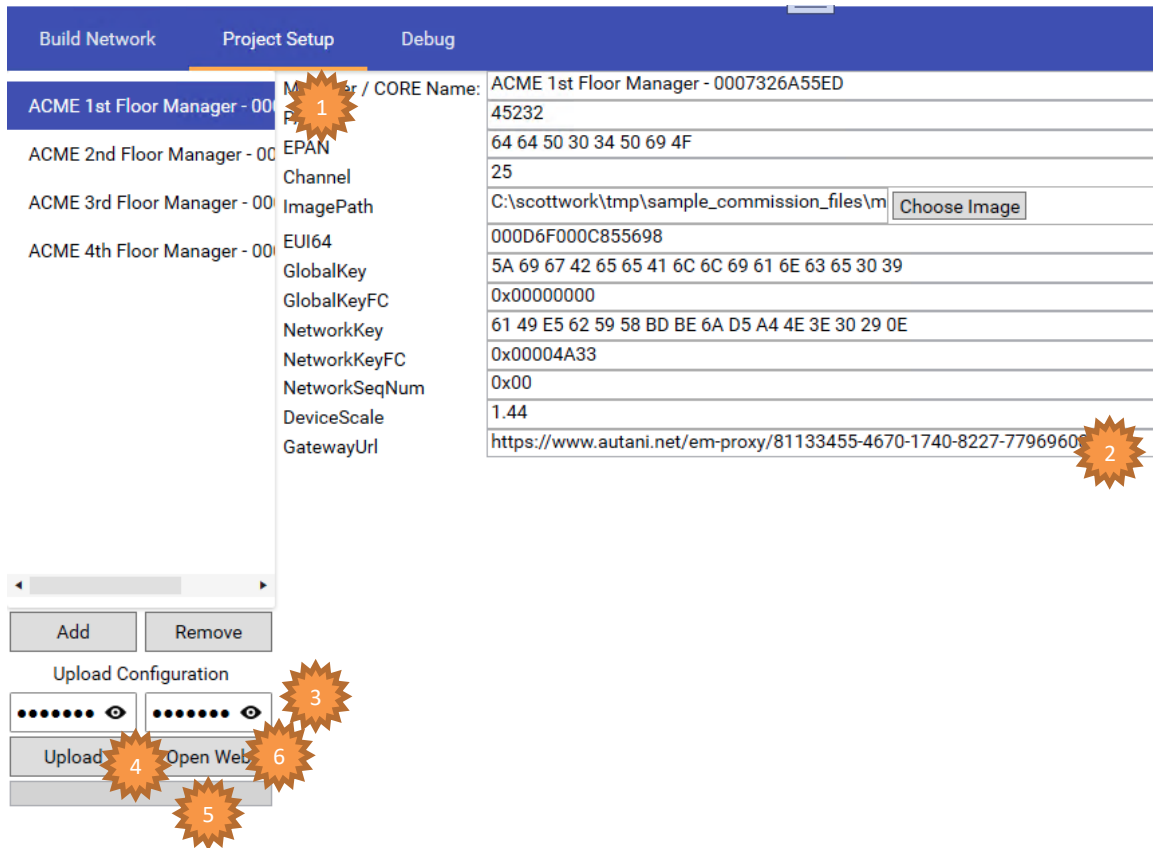 Build Network Project Setup Debug
ACME 1st Floor Manager - 00
ACME 2nd Floor Manager - 00
ACME 3rd Floor Manager - 00
ACME 4th Floor Manager - 00
/ CORE Name: ACME 1st Floor Manager - 0007326A55ED
1
45232
EPAN 64 64 50 30 34 50 69 4F
Channel 25
ImagePath C:\scottwork\tmp\sample_commission_files\m Choose Image
EUI64 000D6F000C855698
GlobalKey 5A 69 67 42 65 65 41 6C 6C 69 61 6E 63 65 30 39
GlobalKeyFC 0x00000000
NetworkKey 61 49 E5 62 59 58 BD BE 6A D5 A4 4E 3E 30 29 0E
NetworkKeyFC 0x00004A33
NetworkSeqNum 0x00
DeviceScale 1.44
GatewayUrl https://www.autani.net/em-proxy/81133455-4670-1740-8227-7796960
2
Add Remove
Upload Configuration
3
Upload 4 Open Web 6
5